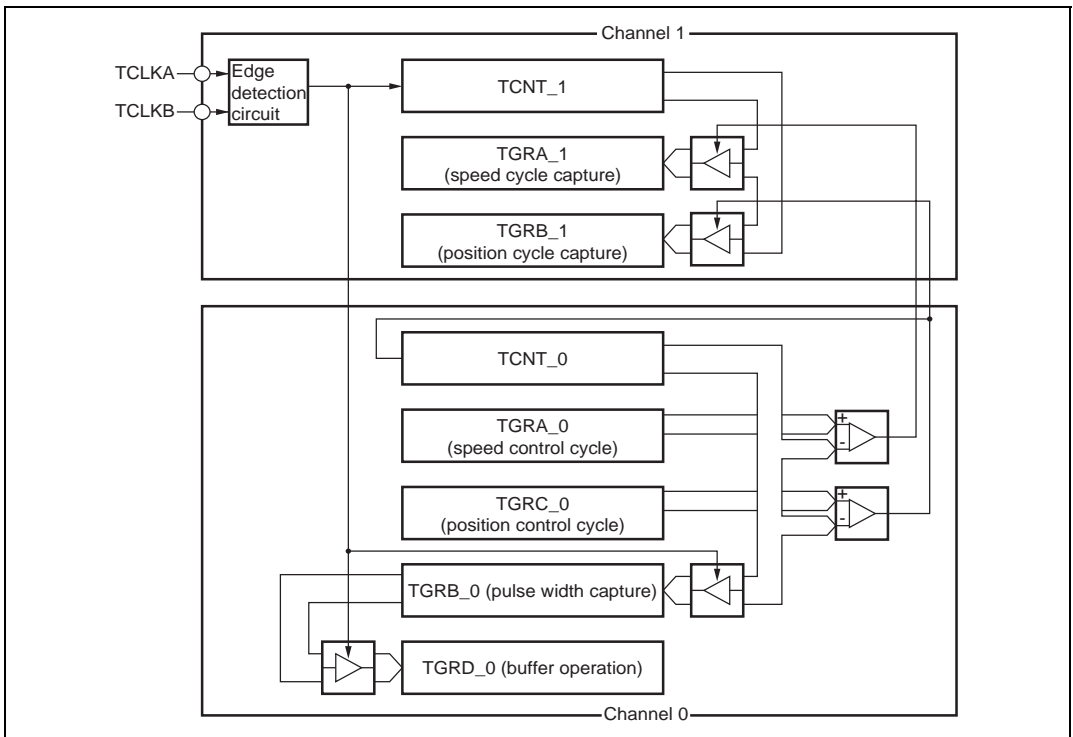 Channel 1
TCLKA
TCLKB
Edge
detection
circuit
TCNT_1
TGRA_1
(speed cycle capture)
TGRB_1
(position cycle capture)
TCNT_0
TGRA_0
(speed control cycle)
+
-
TGRC_0
(position control cycle)
+
-
TGRB_0 (pulse width capture)
TGRD_0 (buffer operation)
Channel 0